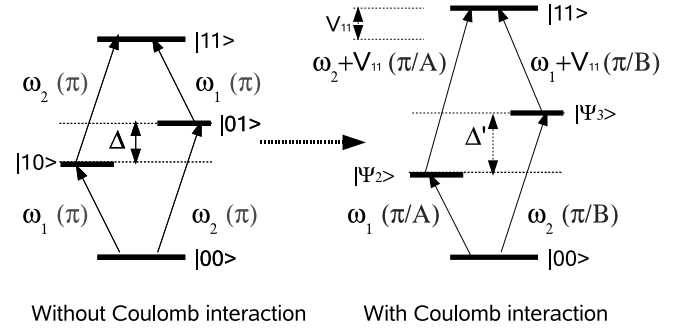 |11>
ω₂ (π)
ω₁ (π)
Δ
|01>
|10>
ω₁ (π)
ω₂ (π)
|00>
Without Coulomb interaction
V₁₁
|11>
ω₂+V₁₁ (π/A)
ω₁+V₁₁ (π/B)
Δ'
|Ψ₃>
|Ψ₂>
ω₁ (π/A)
ω₂ (π/B)
|00>
With Coulomb interaction